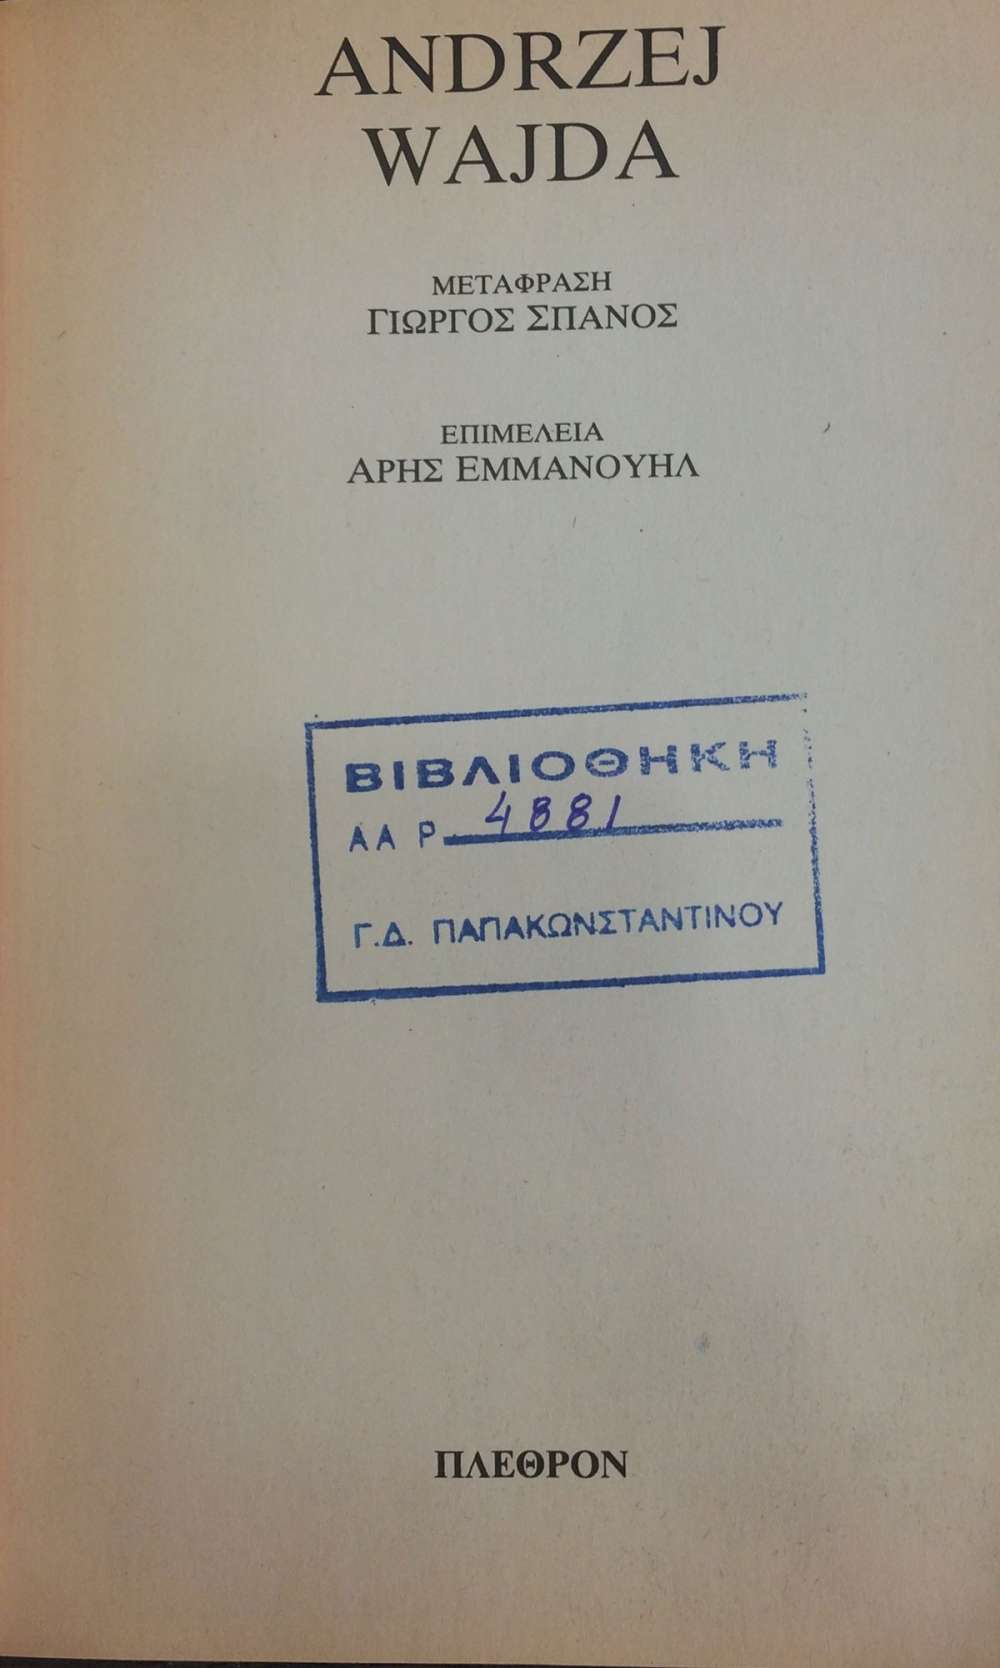 ANDRZEJ
WAJDA
ΜΕΤΑΦΡΑΣΗ
ΓΙΩΡΓΟΣ ΣΠΑΝΟΣ
ΕΠΙΜΕΛΕΙΑ
ΑΡΗΣ ΕΜΜΑΝΟΥΗΛ
ΒΙΒΛΙΟΘΗΚΗ
ΑΑ Ρ 4881
Γ.Δ. ΠΑΠΑΚΩΝΣΤΑΝΤΙΝΟΥ
ΠΛΕΘΡΟΝ